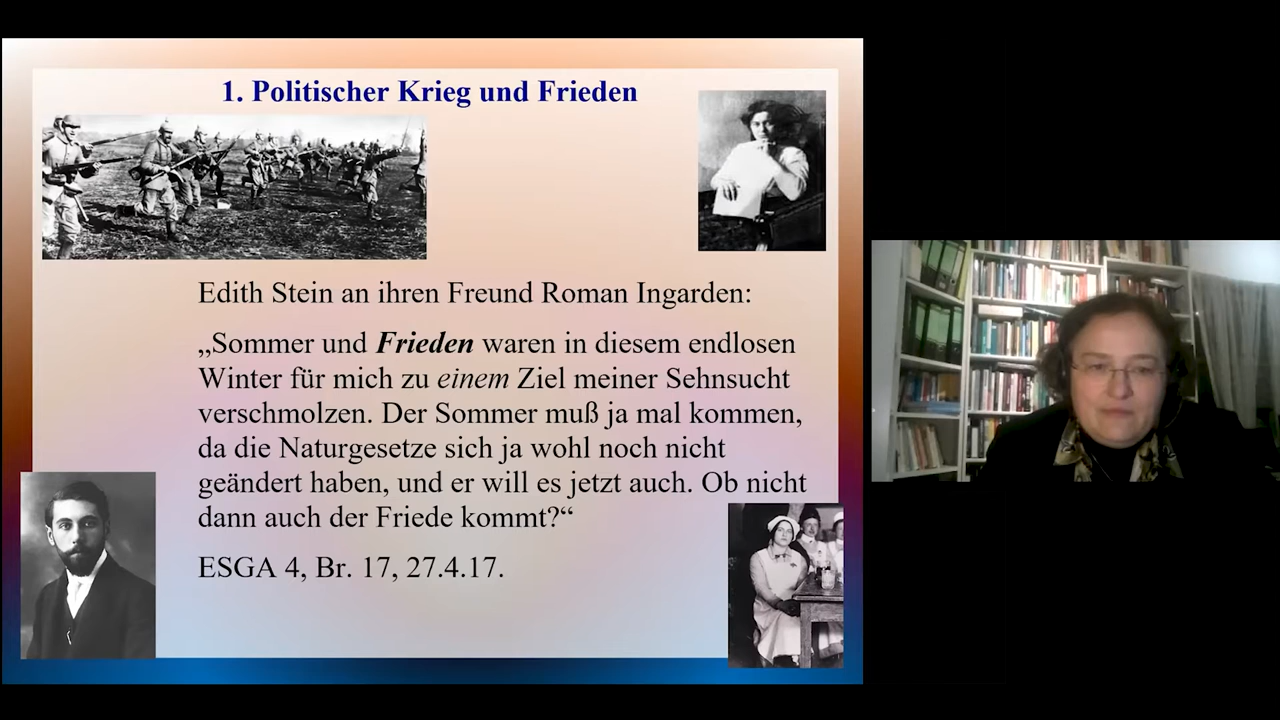 1. Politischer Krieg und Frieden
Edith Stein an ihren Freund Roman Ingarden:
„Sommer und Frieden waren in diesem endlosen
Winter für mich zu einem Ziel meiner Sehnsucht
verschmolzen. Der Sommer muß ja mal kommen,
da die Naturgesetze sich ja wohl noch nicht
geändert haben, und er will es jetzt auch. Ob nicht
dann auch der Friede kommt?“
ESGA 4, Br. 17, 27.4.17.